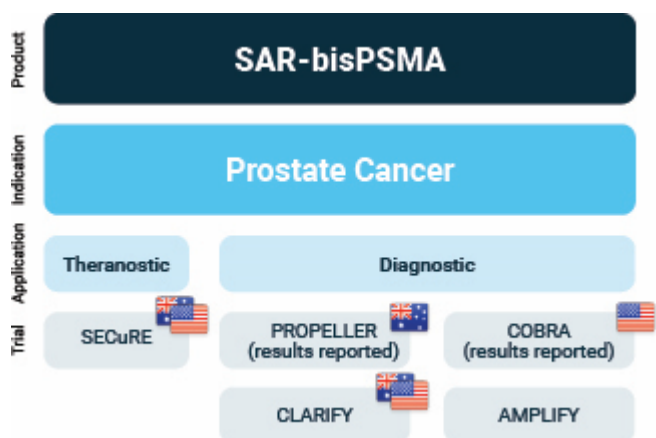 Product
SAR-bisPSMA
Indication
Prostate Cancer
Application
Theranostic
Diagnostic
Trial
SECuRE
PROPELLER
(results reported)
COBRA
(results reported)
CLARIFY
AMPLIFY